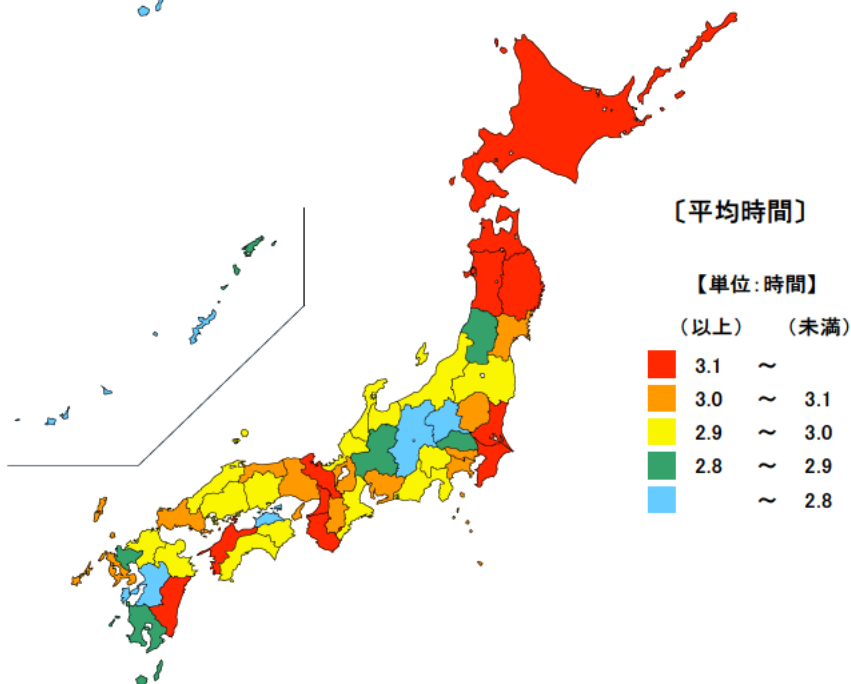 〔平均時間〕
【単位:時間】
(以上) (未満)
3.1 ~
3.0 ~ 3.1
2.9 ~ 3.0
2.8 ~ 2.9
~ 2.8